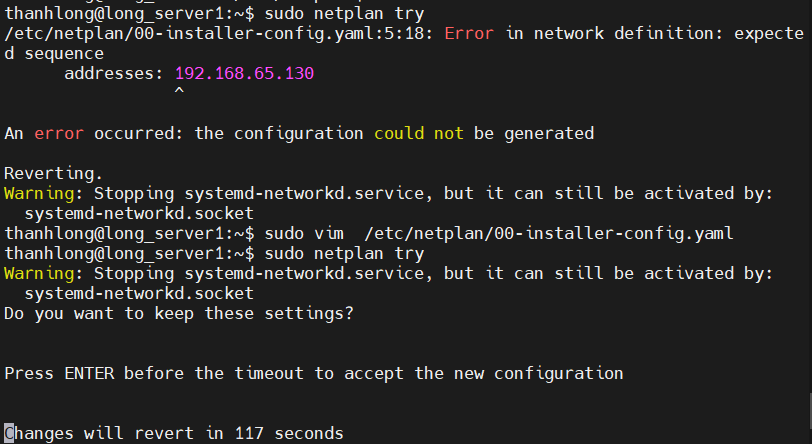 thanhlong@long_server1:~$ sudo netplan try
/etc/netplan/00-installer-config.yaml:5:18: Error in network definition: expecte
d sequence
      addresses: 192.168.65.130
                 ^
An error occurred: the configuration could not be generated
Reverting.
Warning: Stopping systemd-networkd.service, but it can still be activated by:
  systemd-networkd.socket
thanhlong@long_server1:~$ sudo vim  /etc/netplan/00-installer-config.yaml
thanhlong@long_server1:~$ sudo netplan try
Warning: Stopping systemd-networkd.service, but it can still be activated by:
  systemd-networkd.socket
Do you want to keep these settings?
Press ENTER before the timeout to accept the new configuration
Changes will revert in 117 seconds